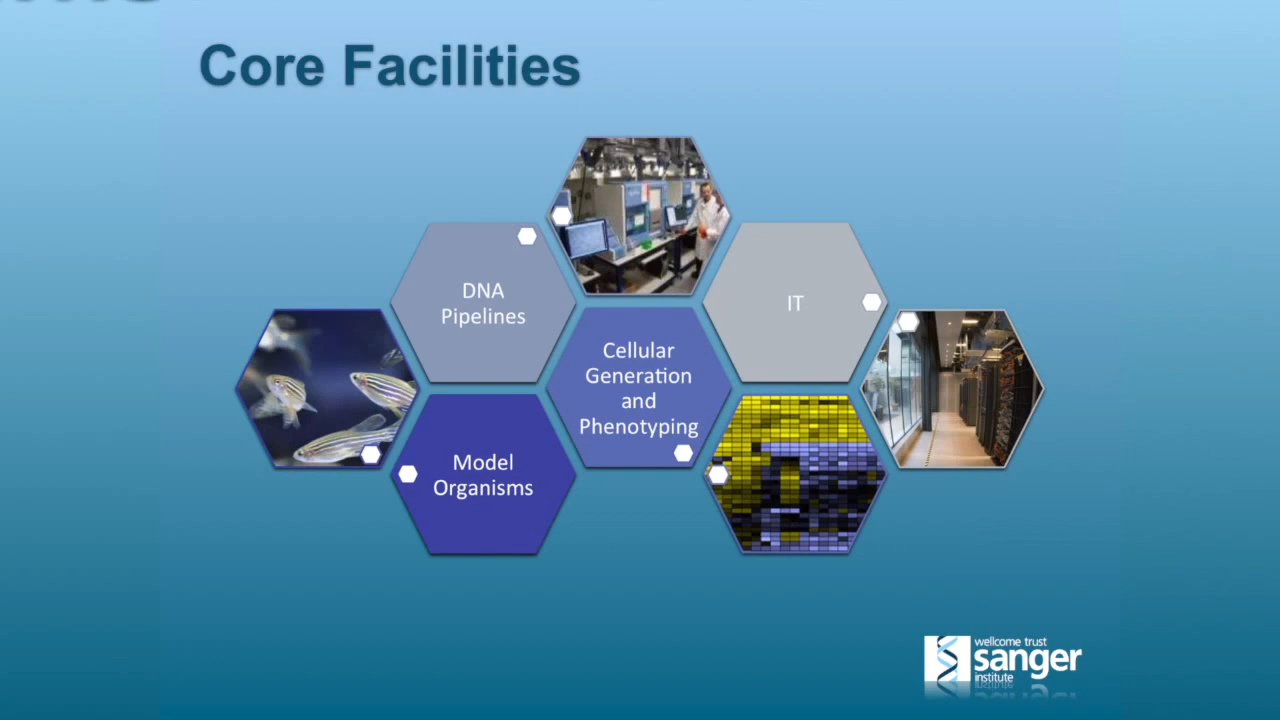 Core Facilities
DNA
Pipelines
IT
Cellular
Generation
and
Phenotyping
Model
Organisms
wellcome trust
sanger
institute